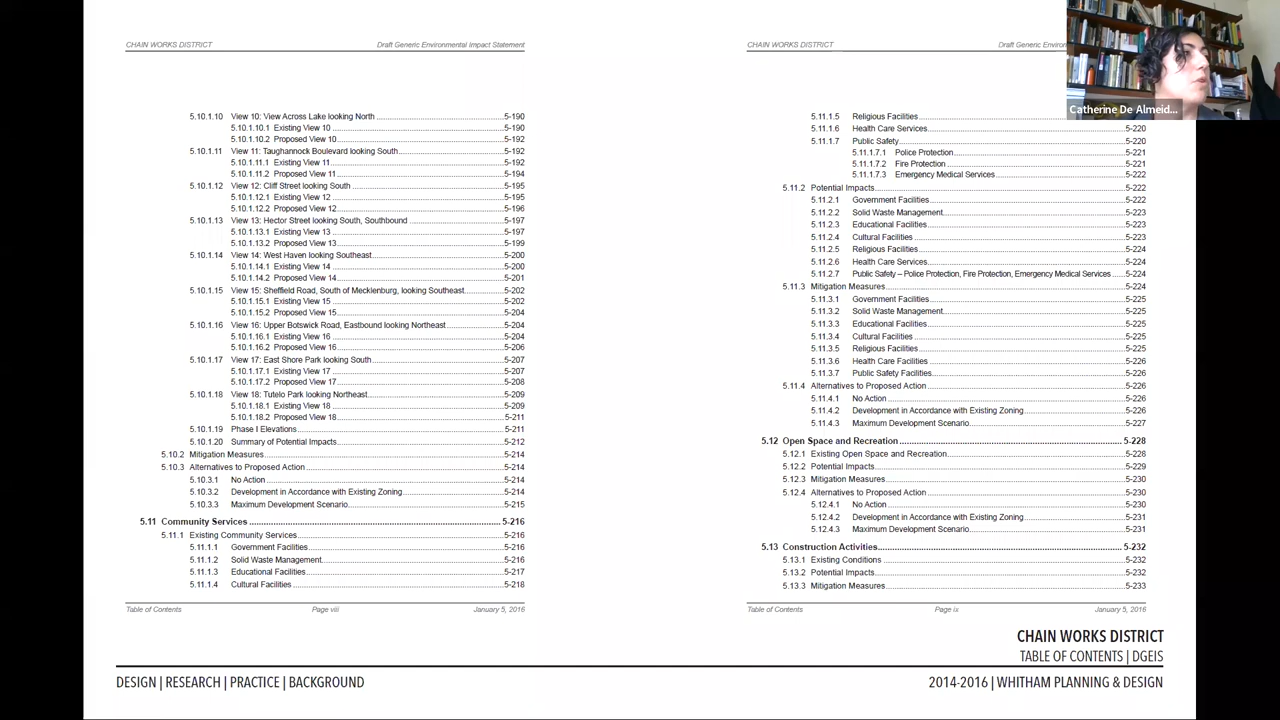 CHAIN WORKS DISTRICT Draft Generic Environmental Impact Statement
5.10.1.10 View 10: View Across Lake looking North 5-190
5.10.1.10.1 Existing View 10 5-190
5.10.1.10.2 Proposed View 10 5-192
5.10.1.11 View 11: Taughannock Boulevard looking South 5-192
5.10.1.11.1 Existing View 11 5-192
5.10.1.11.2 Proposed View 11 5-194
5.10.1.12 View 12: Cliff Street looking South 5-195
5.10.1.12.1 Existing View 12 5-195
5.10.1.12.2 Proposed View 12 5-196
5.10.1.13 View 13: Hector Street looking South, Southbound 5-197
5.10.1.13.1 Existing View 13 5-197
5.10.1.13.2 Proposed View 13 5-199
5.10.1.14 View 14: West Haven looking Southeast 5-200
5.10.1.14.1 Existing View 14 5-200
5.10.1.14.2 Proposed View 14 5-201
5.10.1.15 View 15: Sheffield Road, South of Mecklenburg, looking Southeast 5-202
5.10.1.15.1 Existing View 15 5-202
5.10.1.15.2 Proposed View 15 5-204
5.10.1.16 View 16: Upper Botswick Road, Eastbound looking Northeast 5-204
5.10.1.16.1 Existing View 16 5-204
5.10.1.16.2 Proposed View 16 5-206
5.10.1.17 View 17: East Shore Park looking South 5-207
5.10.1.17.1 Existing View 17 5-207
5.10.1.17.2 Proposed View 17 5-208
5.10.1.18 View 18: Tutelo Park looking Northeast 5-209
5.10.1.18.1 Existing View 18 5-209
5.10.1.18.2 Proposed View 18 5-211
5.10.1.19 Phase I Elevations 5-211
5.10.1.20 Summary of Potential Impacts 5-212
5.10.2 Mitigation Measures 5-214
5.10.3 Alternatives to Proposed Action 5-214
5.10.3.1 No Action 5-214
5.10.3.2 Development in Accordance with Existing Zoning 5-214
5.10.3.3 Maximum Development Scenario 5-215
5.11 Community Services 5-216
5.11.1 Existing Community Services 5-216
5.11.1.1 Government Facilities 5-216
5.11.1.2 Solid Waste Management 5-216
5.11.1.3 Educational Facilities 5-217
5.11.1.4 Cultural Facilities 5-218
Table of Contents Page viii January 5, 2016
CHAIN WORKS DISTRICT Draft Generic
5.11.1.5 Religious Facilities
5.11.1.6 Health Care Services 5-220
5.11.1.7 Public Safety 5-220
5.11.1.7.1 Police Protection 5-221
5.11.1.7.2 Fire Protection 5-221
5.11.1.7.3 Emergency Medical Services 5-222
5.11.2 Potential Impacts 5-222
5.11.2.1 Government Facilities 5-222
5.11.2.2 Solid Waste Management 5-223
5.11.2.3 Educational Facilities 5-223
5.11.2.4 Cultural Facilities 5-223
5.11.2.5 Religious Facilities 5-224
5.11.2.6 Health Care Services 5-224
5.11.2.7 Public Safety – Police Protection, Fire Protection, Emergency Medical Services 5-224
5.11.3 Mitigation Measures 5-224
5.11.3.1 Government Facilities 5-225
5.11.3.2 Solid Waste Management 5-225
5.11.3.3 Educational Facilities 5-225
5.11.3.4 Cultural Facilities 5-225
5.11.3.5 Religious Facilities 5-225
5.11.3.6 Health Care Facilities 5-226
5.11.3.7 Public Safety Facilities 5-226
5.11.4 Alternatives to Proposed Action 5-226
5.11.4.1 No Action 5-226
5.11.4.2 Development in Accordance with Existing Zoning 5-226
5.11.4.3 Maximum Development Scenario 5-227
5.12 Open Space and Recreation 5-228
5.12.1 Existing Open Space and Recreation 5-228
5.12.2 Potential Impacts 5-229
5.12.3 Mitigation Measures 5-230
5.12.4 Alternatives to Proposed Action 5-230
5.12.4.1 No Action 5-230
5.12.4.2 Development in Accordance with Existing Zoning 5-231
5.12.4.3 Maximum Development Scenario 5-231
5.13 Construction Activities 5-232
5.13.1 Existing Conditions 5-232
5.13.2 Potential Impacts 5-232
5.13.3 Mitigation Measures 5-233
Table of Contents Page ix January 5, 2016
Catherine De Almeid...
CHAIN WORKS DISTRICT
TABLE OF CONTENTS | DGEIS
DESIGN | RESEARCH | PRACTICE | BACKGROUND
2014-2016 | WHITHAM PLANNING & DESIGN